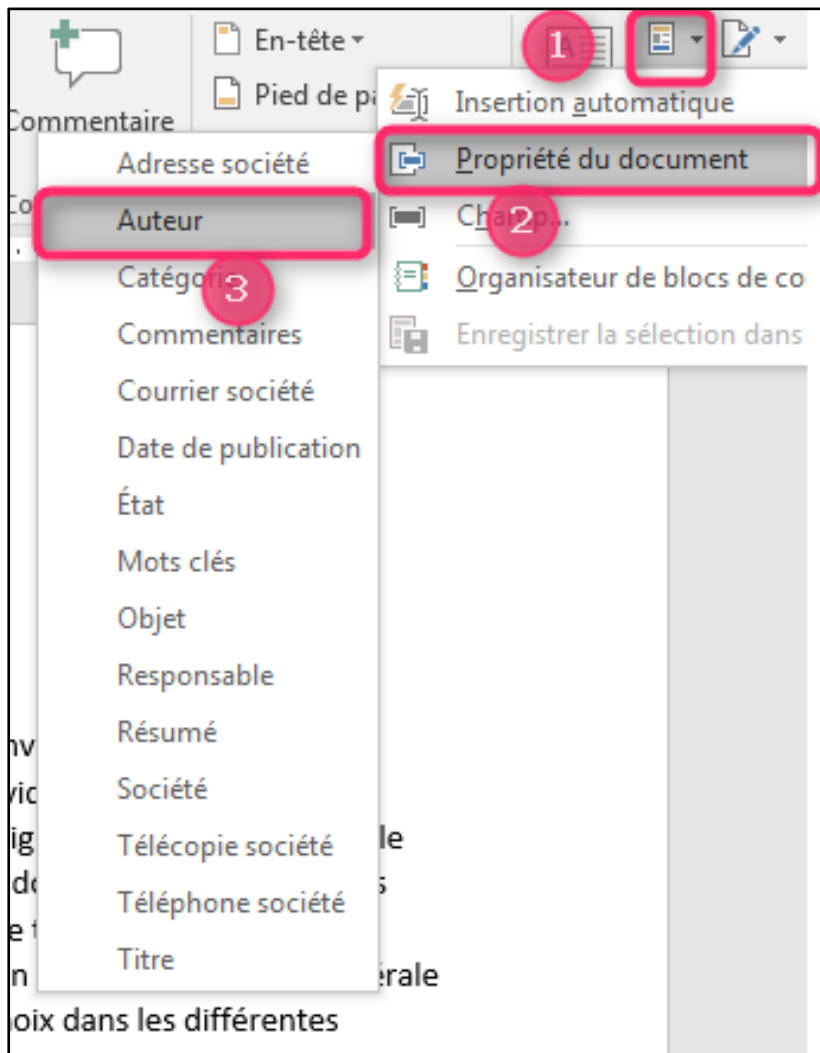 En-tête
1
Pied de pa
Commentaire
Insertion automatique
Propriété du document
2
Organisateur de blocs de co
Enregistrer la sélection dans
Adresse société
Auteur
3
Commentaires
Courrier société
Date de publication
État
Mots clés
Objet
Responsable
Résumé
Société
Télécopie société
Téléphone société
Titre
le
s
érale
oix dans les différentes